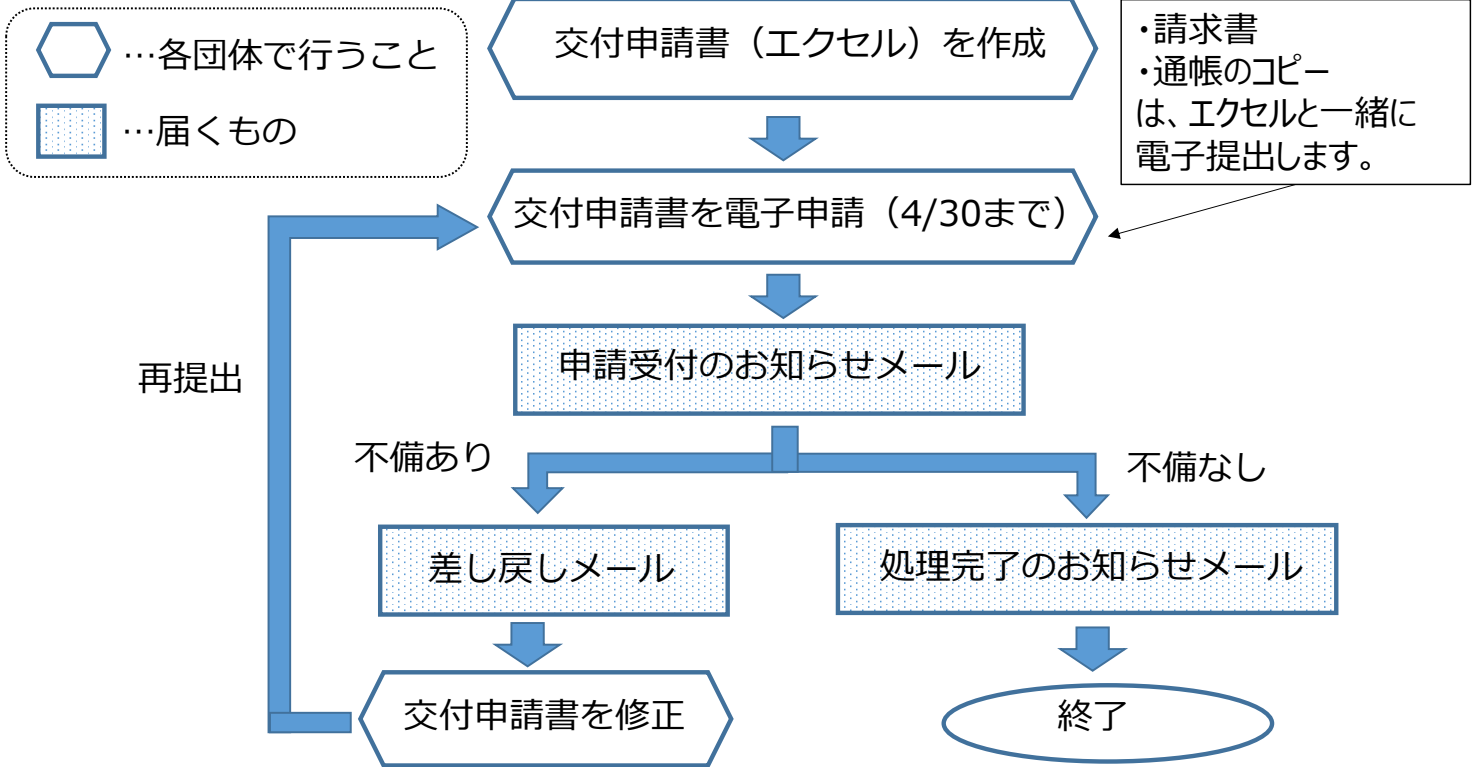 …各団体で行うこと
…届くもの
交付申請書（エクセル）を作成
・請求書
・通帳のコピー
は、エクセルと一緒に
電子提出します。
交付申請書を電子申請（4/30まで）
申請受付のお知らせメール
再提出
不備あり
不備なし
差し戻しメール
処理完了のお知らせメール
交付申請書を修正
終了